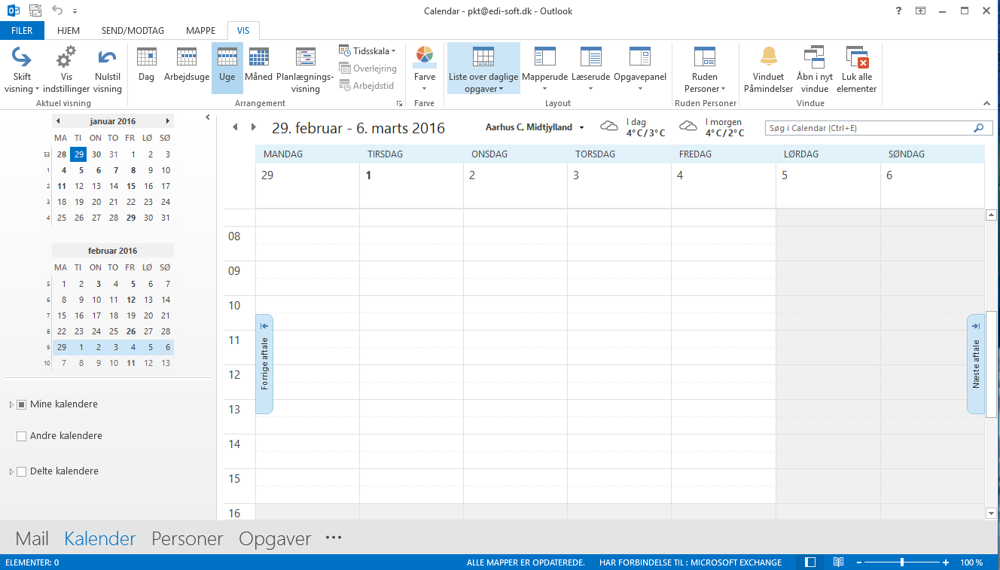 Calendar - pkt@edi-soft.dk - Outlook
?
FILER HJEM SEND/MODTAG MAPPE VIS
Skift visning
Vis indstillinger
Nulstil visning
Aktuel visning
Dag
Arbejdsuge
Uge
Måned
Planlægnings-
visning
Tidsskala
Overlejring
Arbejdstid
Arrangement
Farve
Farve
Liste over daglige
opgaver
Mapperude
Læserude
Opgavepanel
Layout
Ruden
Personer
Ruden Personer
Vinduet
Påmindelser
Åbn i nyt
vindue
Luk alle
elementer
Vindue
januar 2016
MA TI ON TO FR LØ SØ
53 28 29 30 31 1 2 3
1 4 5 6 7 8 9 10
2 11 12 13 14 15 16 17
3 18 19 20 21 22 23 24
4 25 26 27 28 29 30 31
februar 2016
MA TI ON TO FR LØ SØ
5 1 2 3 4 5 6 7
6 8 9 10 11 12 13 14
7 15 16 17 18 19 20 21
8 22 23 24 25 26 27 28
9 29 1 2 3 4 5 6
10 7 8 9 10 11 12 13
Mine kalendere
Andre kalendere
Delte kalendere
29. februar - 6. marts 2016
Aarhus C, Midtjylland
I dag
4°C/3°C
I morgen
4°C/2°C
Søg i Calendar (Ctrl+E)
MANDAG TIRSDAG ONSDAG TORSDAG FREDAG LØRDAG SØNDAG
29 1 2 3 4 5 6
08
09
10
11
12
13
14
15
16
Forrige aftale
Næste aftale
Mail Kalender Personer Opgaver ···
ELEMENTER: 0 ALLE MAPPER ER OPDATEREDE. HAR FORBINDELSE TIL : MICROSOFT EXCHANGE 100 %